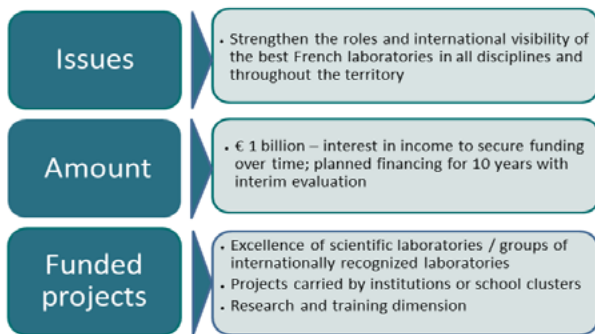 Issues
• Strengthen the roles and international visibility of
the best French laboratories in all disciplines and
throughout the territory
Amount
• € 1 billion – interest in income to secure funding
over time; planned financing for 10 years with
interim evaluation
Funded
projects
• Excellence of scientific laboratories / groups of
internationally recognized laboratories
• Projects carried by institutions or school clusters
• Research and training dimension